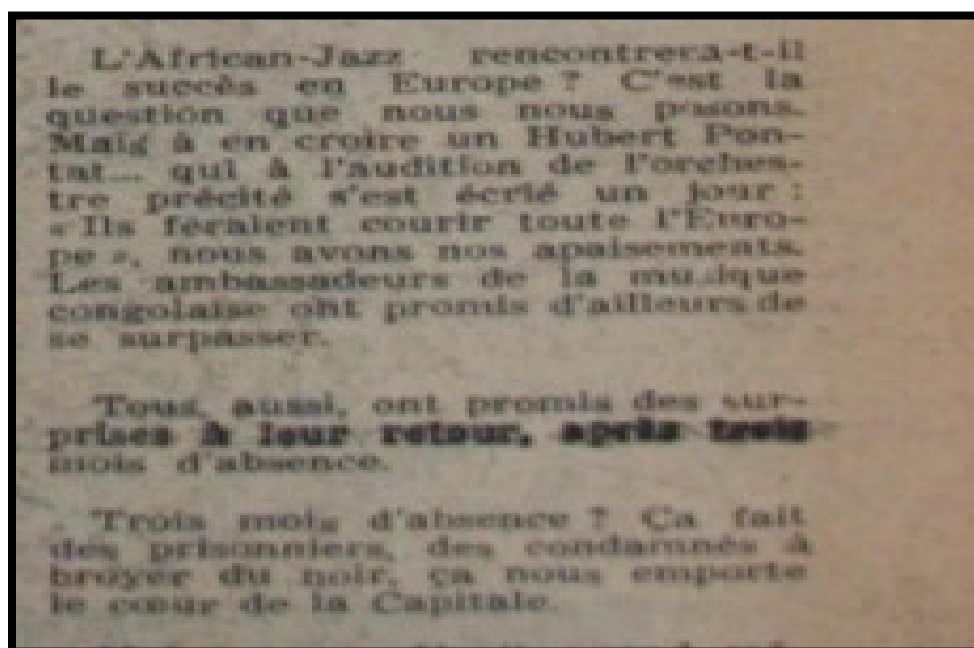 L'African-Jazz rencontrera-t-il
le succès en Europe ? C'est la
question que nous nous posons.
Mais à en croire un Hubert Pon-
tat... qui à l'audition de l'orches-
tre précité s'est écrié un jour :
« Ils feraient courir toute l'Euro-
pe », nous avons nos apaisements.
Les ambassadeurs de la musique
congolaise ont promis d'ailleurs de
se surpasser.
Tous, aussi, ont promis des sur-
prises à leur retour, après trois
mois d'absence.
Trois mois d'absence ? Ça fait
des prisonniers, des condamnés à
broyer du noir, ça nous emporte
le cœur de la Capitale.